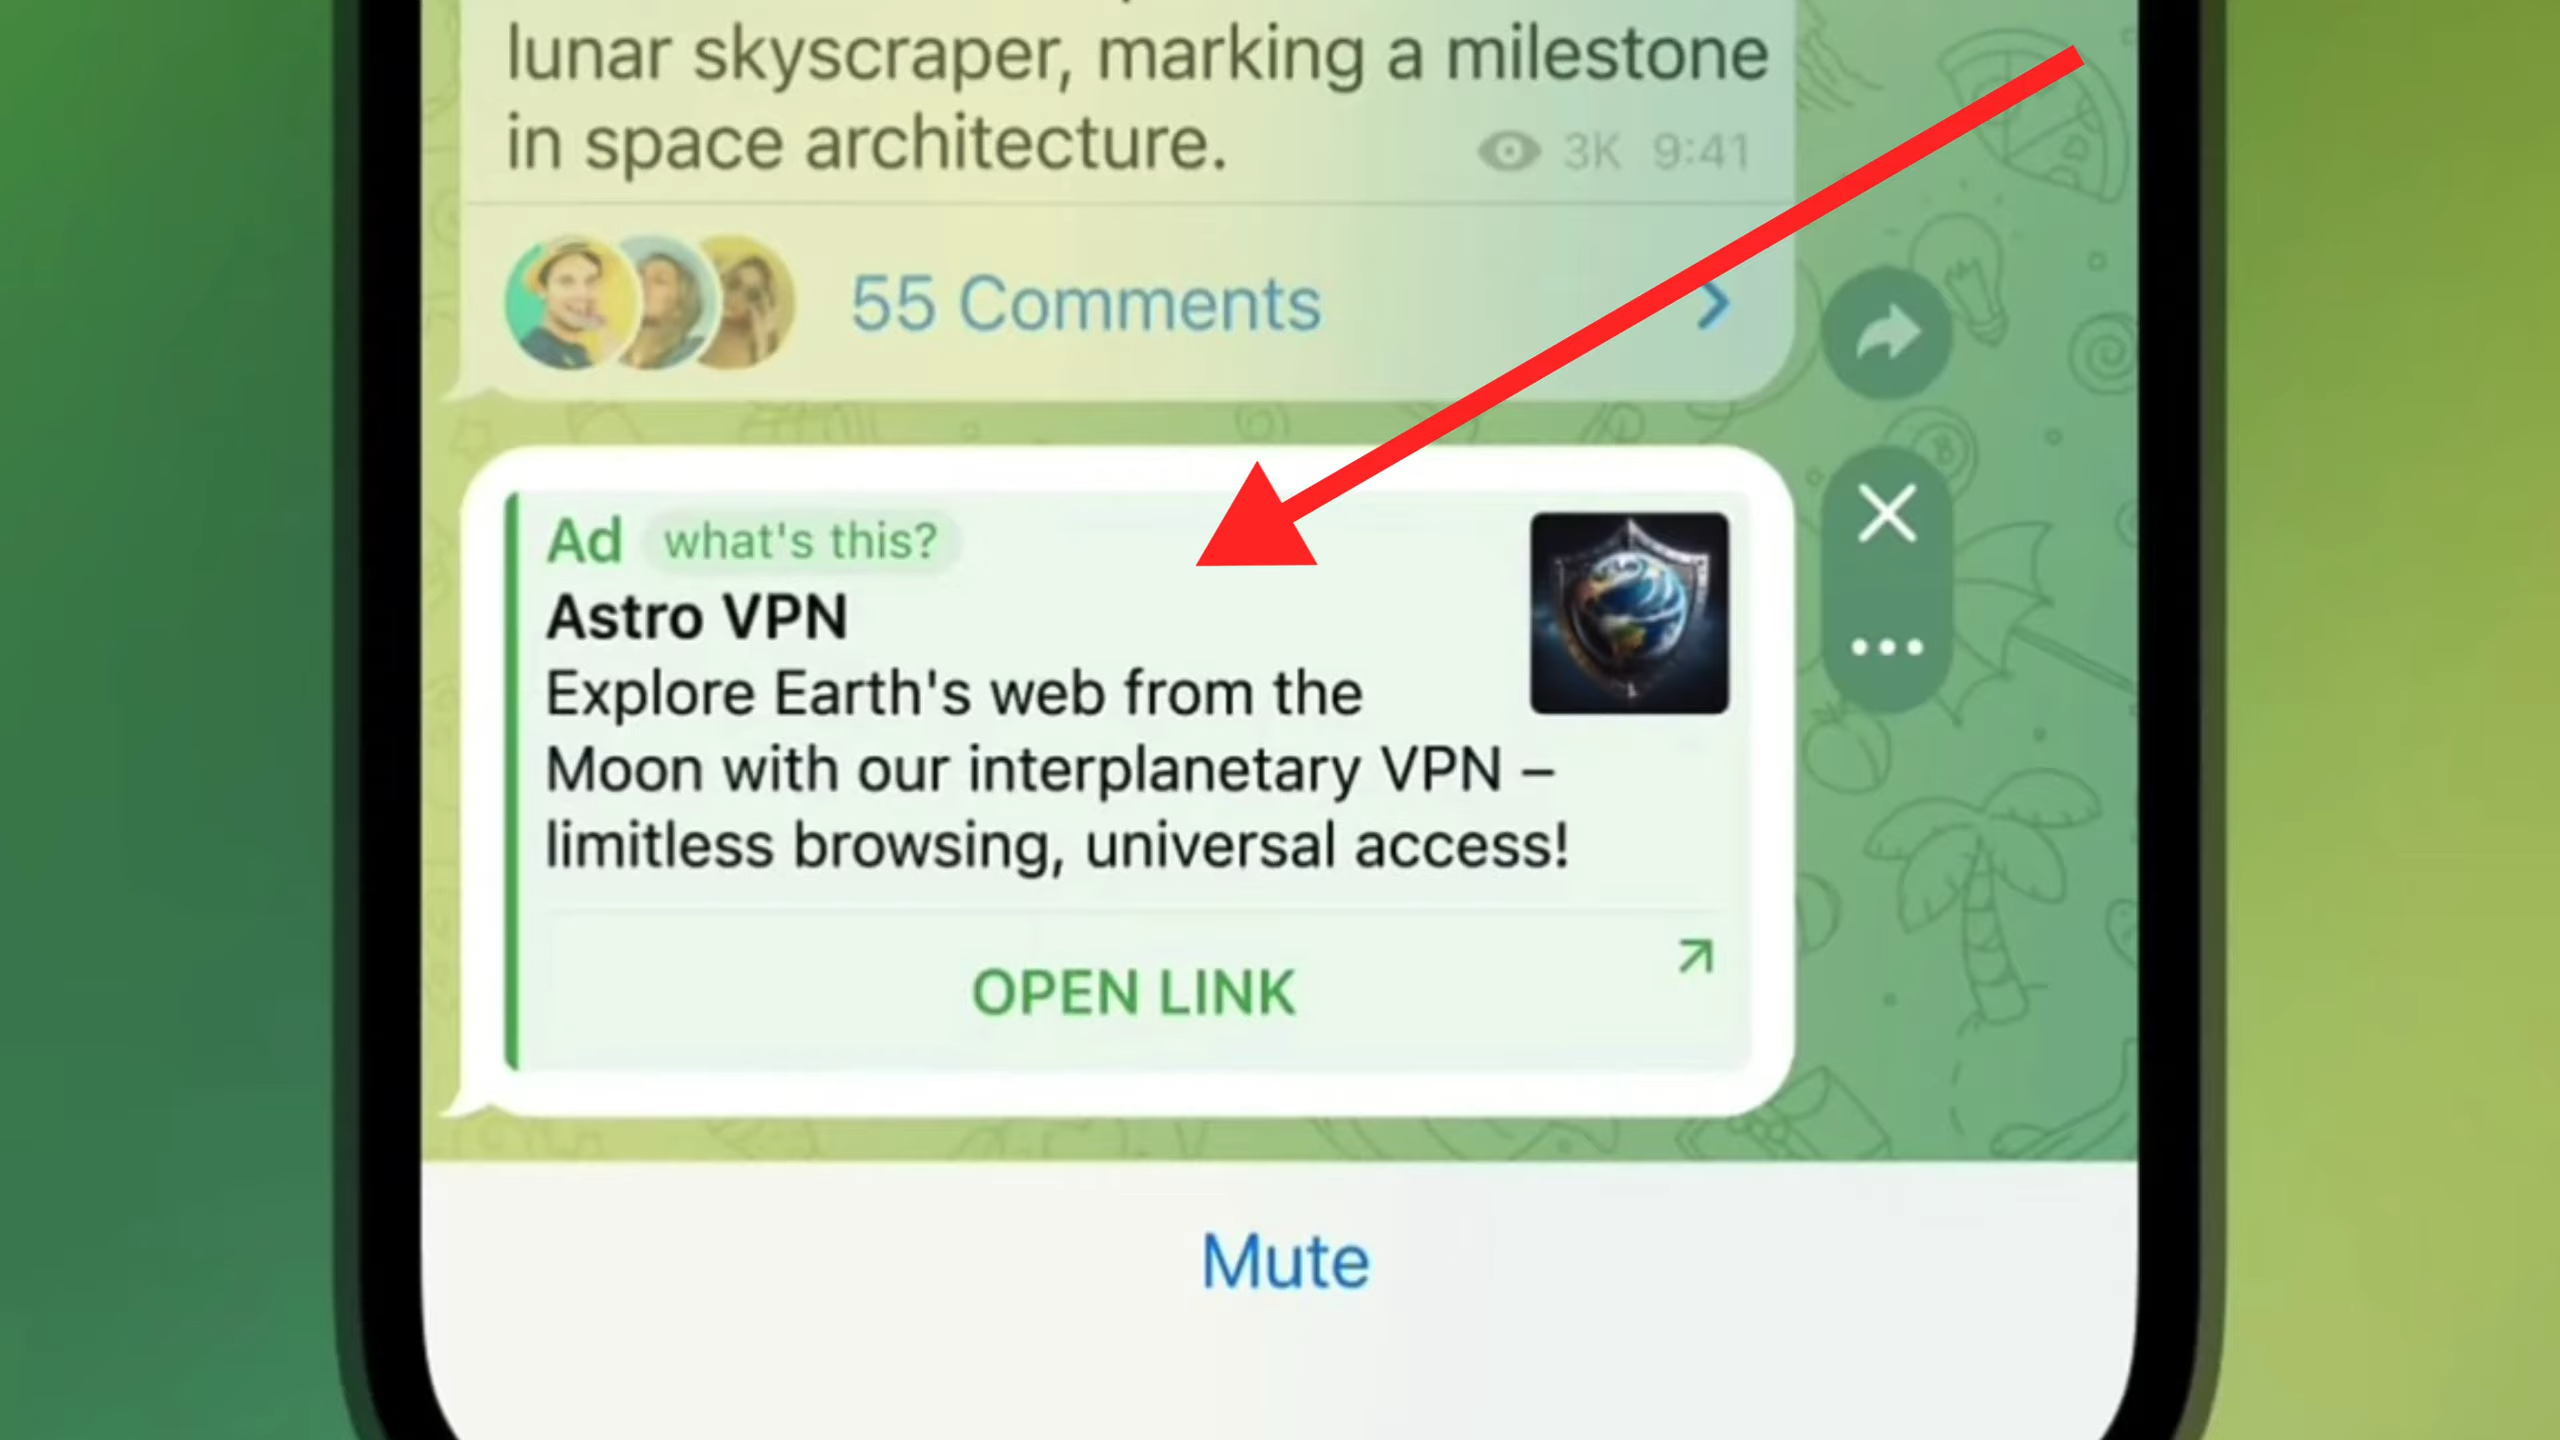 lunar skyscraper, marking a milestone
in space architecture.
3K 9:41
55 Comments
Ad what's this?
Astro VPN
Explore Earth's web from the
Moon with our interplanetary VPN –
limitless browsing, universal access!
OPEN LINK
Mute